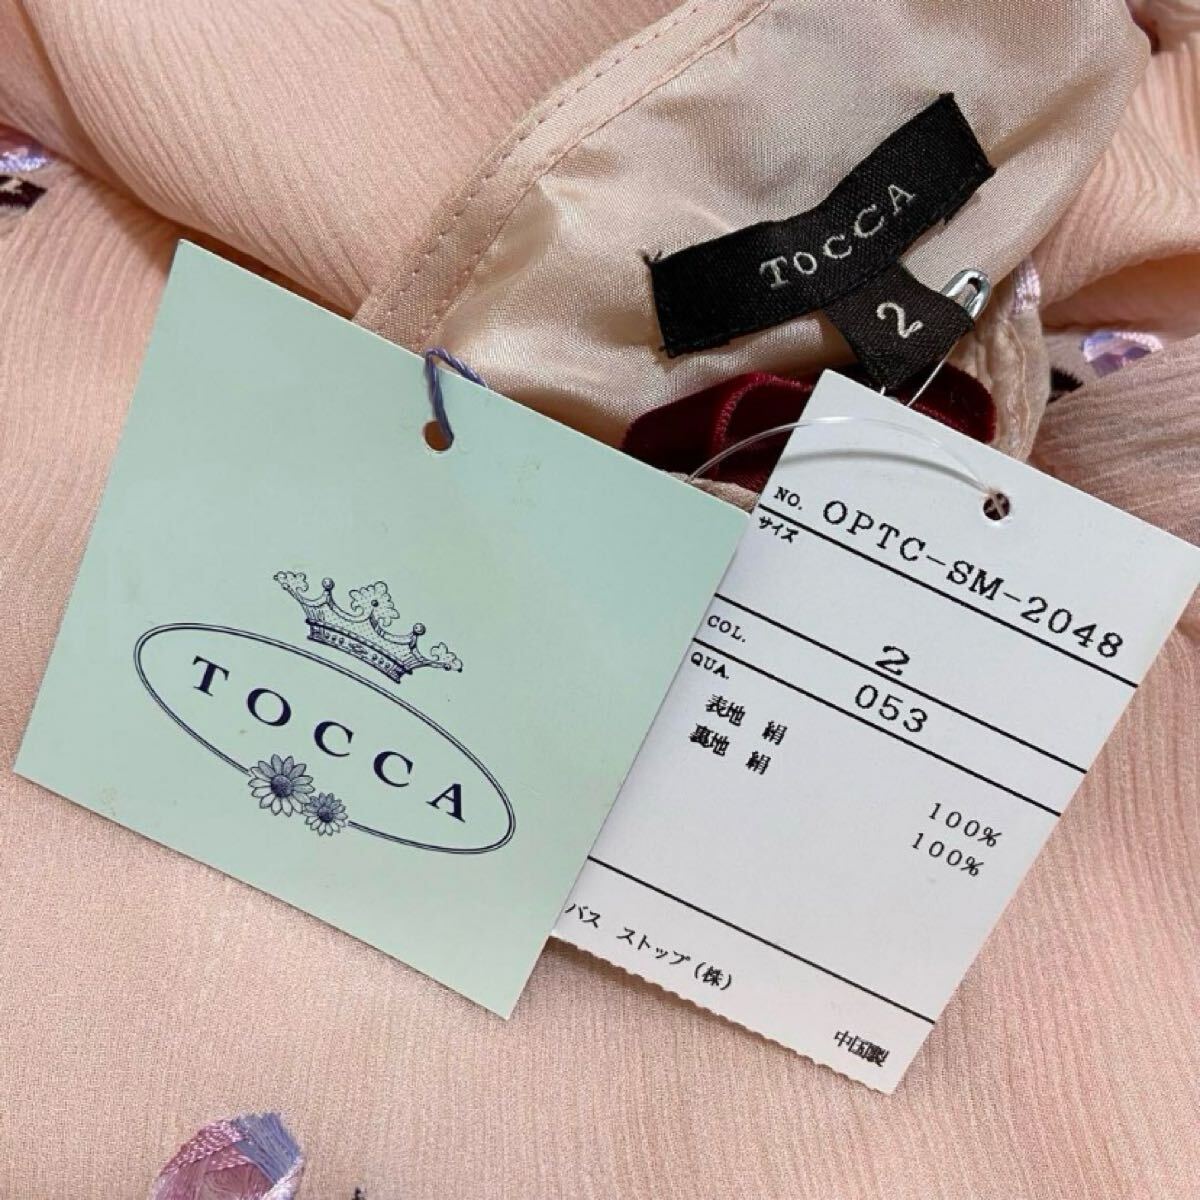 TOCCA
2
TOCCA
NO. OPTC-SM-2048
サイズ 2
COL. 053
QUA.
表地 絹 100%
裏地 絹 100%
バス ストップ(株)
中国製